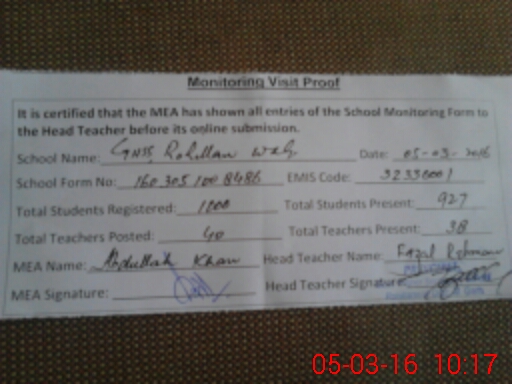 Monitoring Visit Proof
It is certified that the MEA has shown all entries of the School Monitoring Form to
the Head Teacher before its online submission.
School Name: GHSS Date: 05-03-2016
School Form No: 160305100 8486 EMIS Code: 32330001
Total Students Registered: 1000 Total Students Present: 927
Total Teachers Posted: 40 Total Teachers Present: 38
MEA Name: Abdullah Khan Head Teacher Name: Fazal Rehman
MEA Signature: Head Teacher Signature
05-03-16 10:17